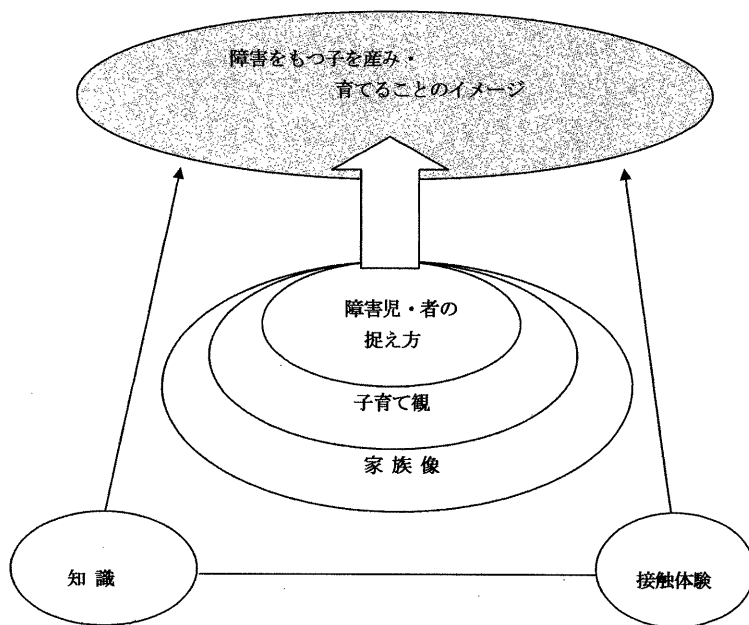 障害をもつ子を産み・
育てることのイメージ
障害児・者の
捉え方
子育て観
家 族 像
知 識
接触体験